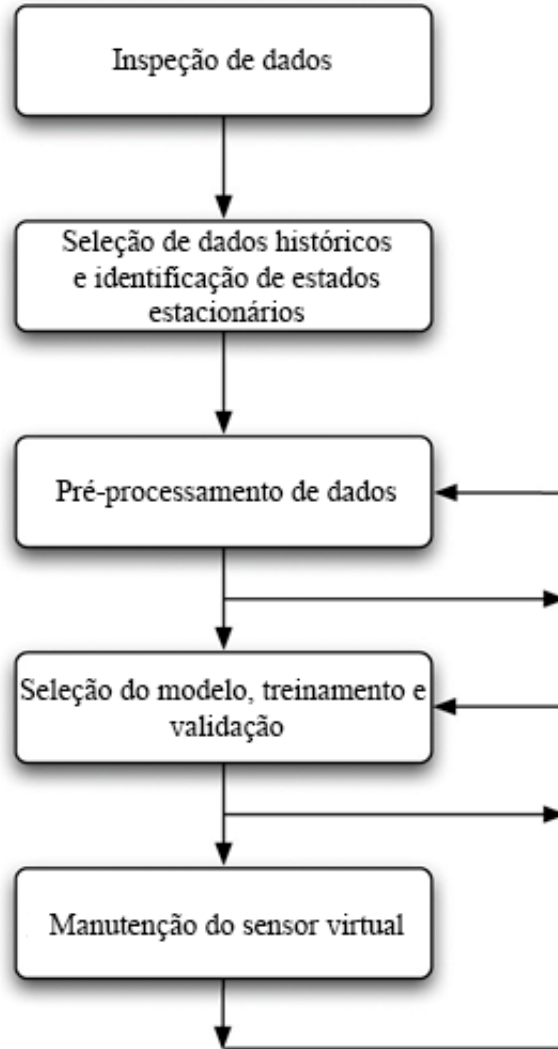 Inspeção de dados
Seleção de dados históricos
e identificação de estados
estacionários
Pré-processamento de dados
Seleção do modelo, treinamento e
validação
Manutenção do sensor virtual